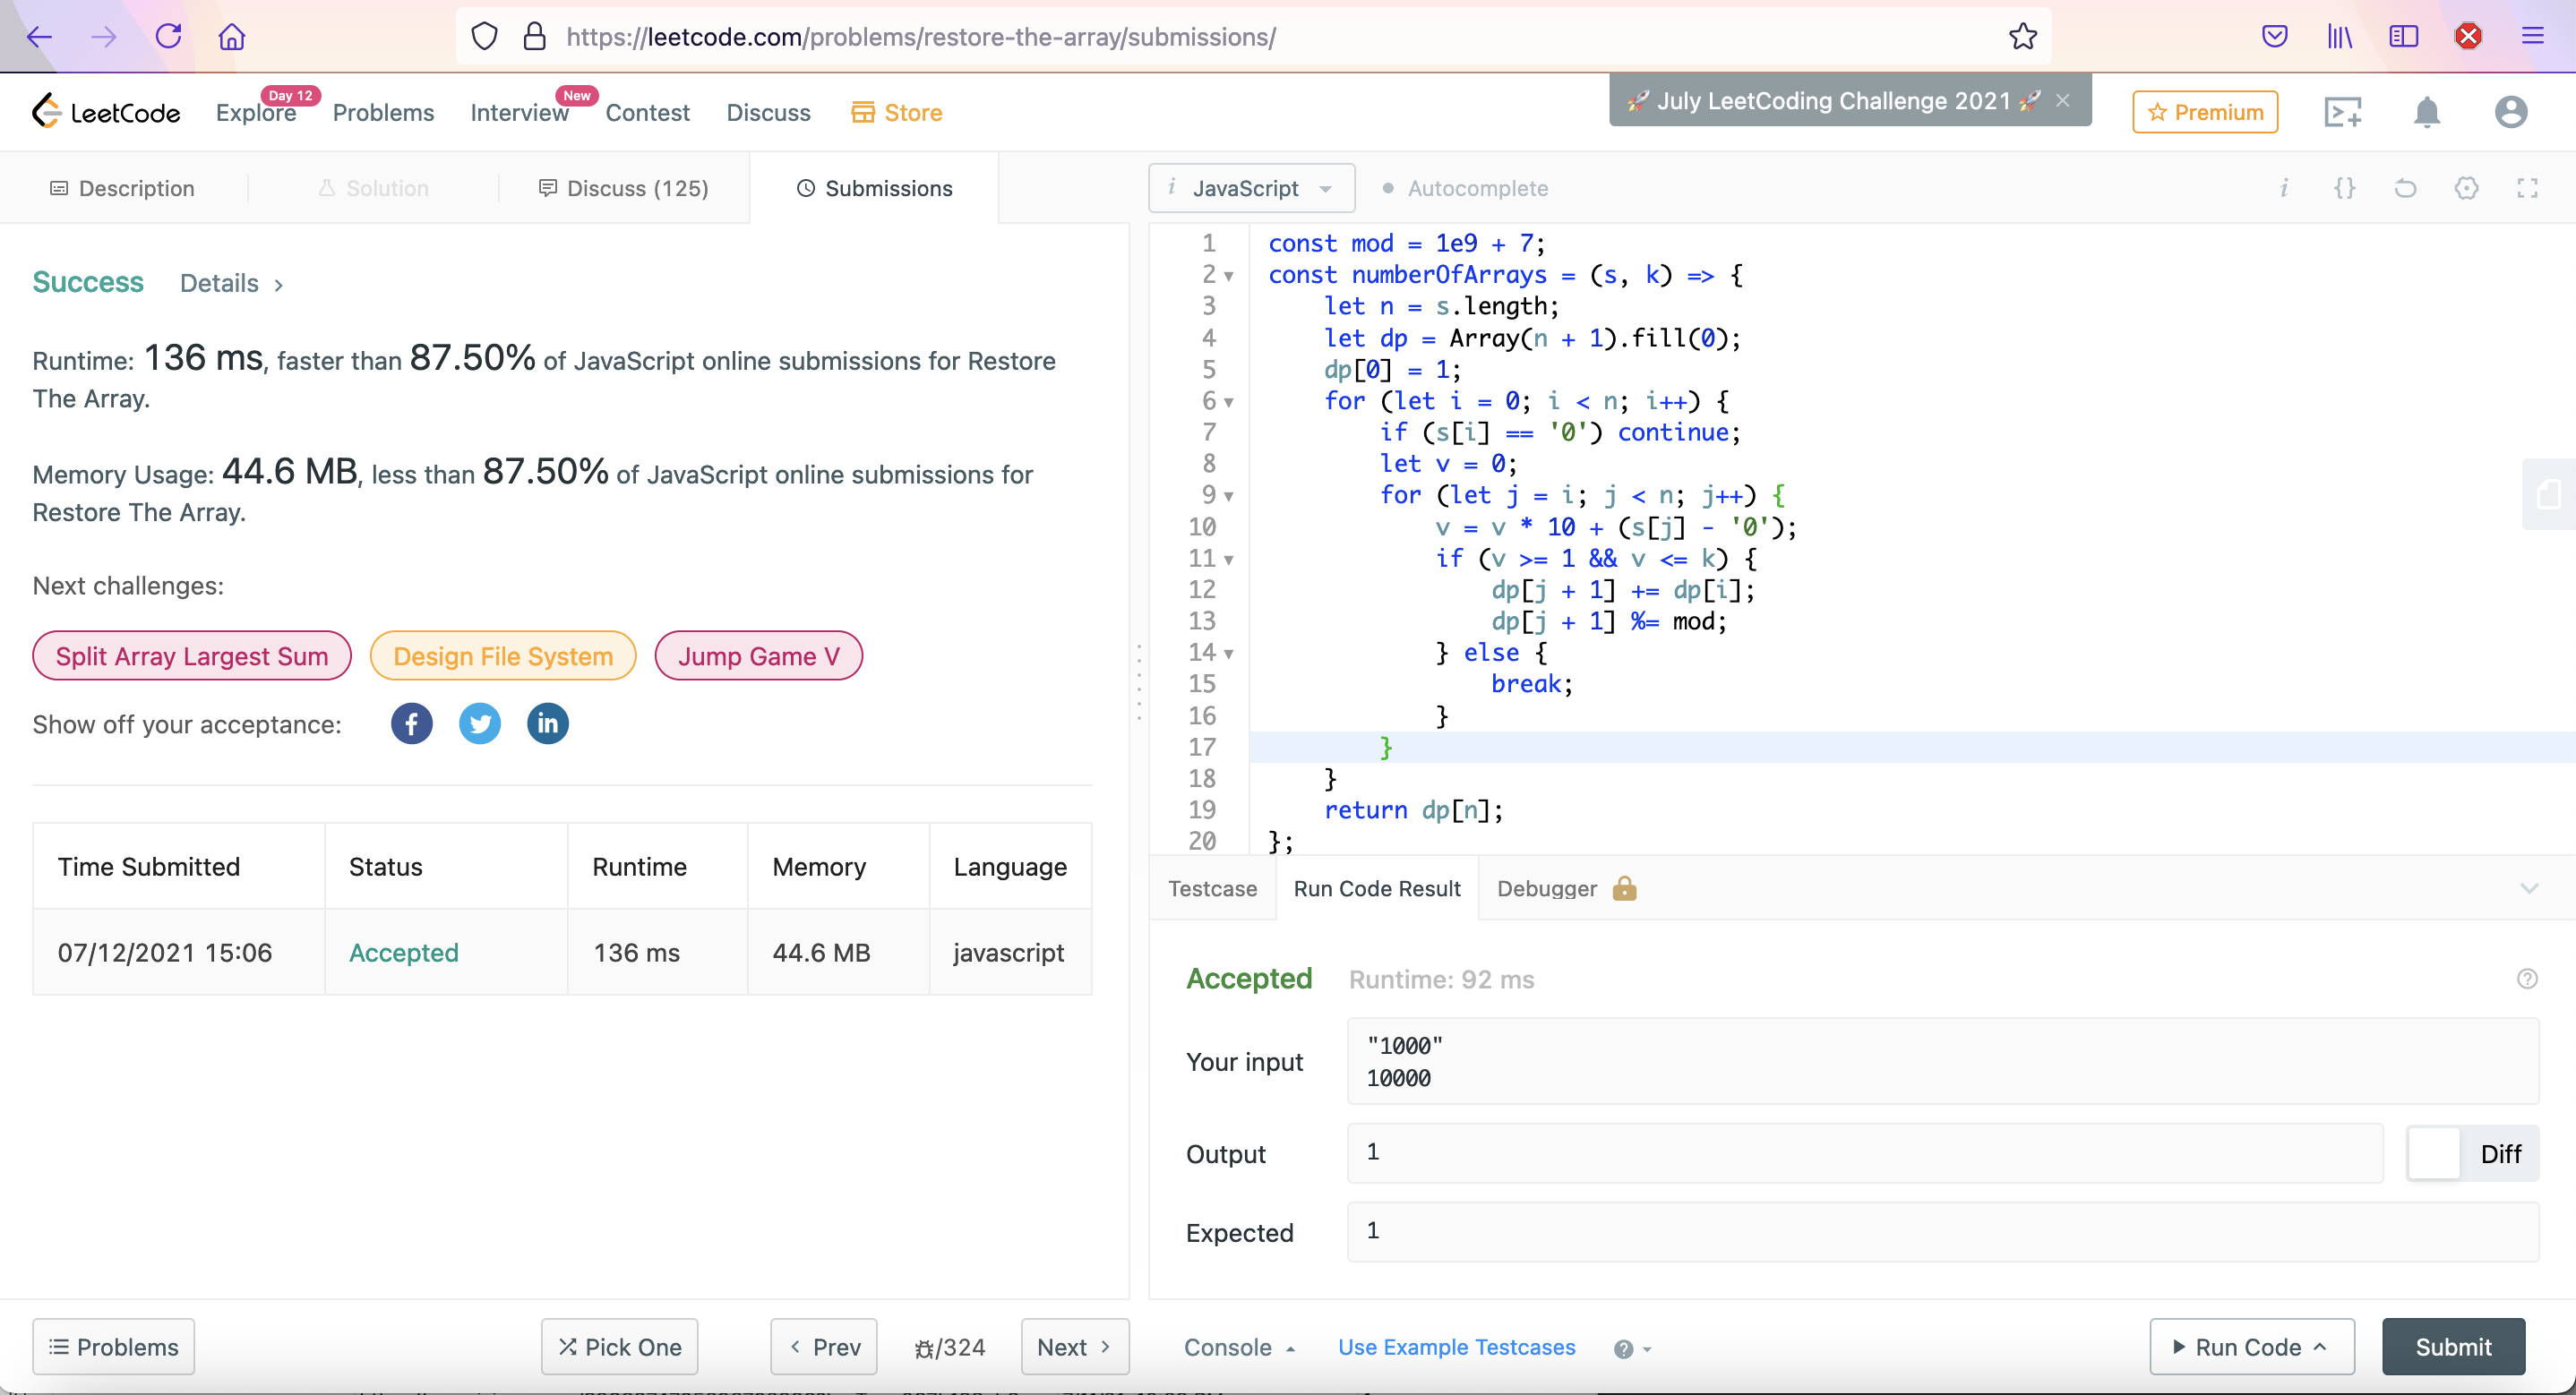 https://leetcode.com/problems/restore-the-array/submissions/
LeetCode
Explore
Day 12
Problems
Interview
New
Contest
Discuss
Store
🚀 July LeetCoding Challenge 2021 🚀
Premium
Description
Solution
Discuss (125)
Submissions
i JavaScript
Autocomplete
Success
Details
Runtime: 136 ms, faster than 87.50% of JavaScript online submissions for Restore
The Array.
Memory Usage: 44.6 MB, less than 87.50% of JavaScript online submissions for
Restore The Array.
Next challenges:
Split Array Largest Sum
Design File System
Jump Game V
Show off your acceptance:
Time Submitted Status Runtime Memory Language
07/12/2021 15:06 Accepted 136 ms 44.6 MB javascript
1 const mod = 1e9 + 7;
2 const numberOfArrays = (s, k) => {
3 let n = s.length;
4 let dp = Array(n + 1).fill(0);
5 dp[0] = 1;
6 for (let i = 0; i < n; i++) {
7 if (s[i] == '0') continue;
8 let v = 0;
9 for (let j = i; j < n; j++) {
10 v = v * 10 + (s[j] - '0');
11 if (v >= 1 && v <= k) {
12 dp[j + 1] += dp[i];
13 dp[j + 1] %= mod;
14 } else {
15 break;
16 }
17 }
18 }
19 return dp[n];
20 };
Testcase
Run Code Result
Debugger
Accepted Runtime: 92 ms
Your input
"1000"
10000
Output
1
Diff
Expected
1
Problems
Pick One
Prev
/324
Next
Console
Use Example Testcases
Run Code
Submit